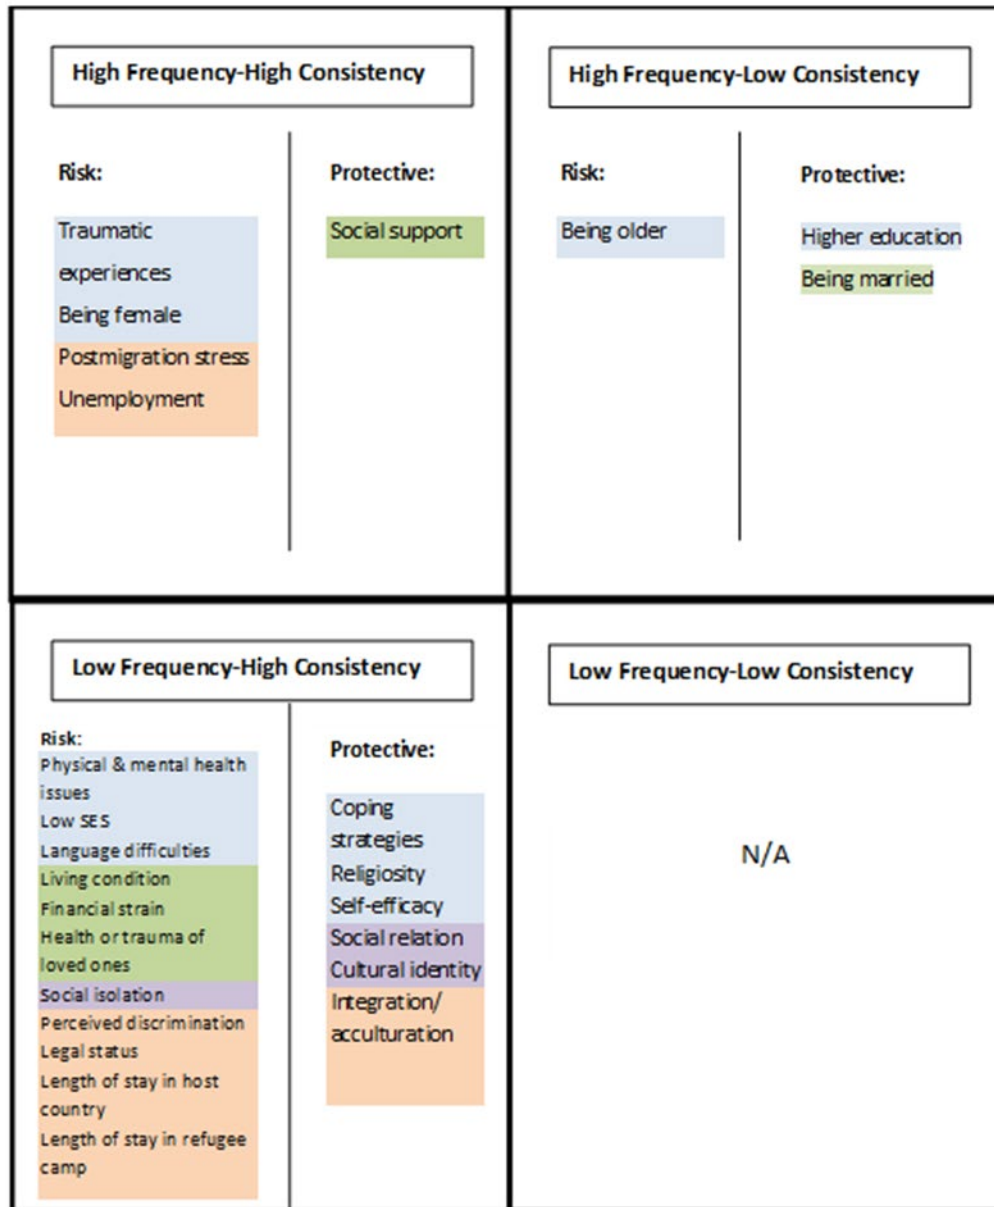 High Frequency-High Consistency
Risk:
Traumatic
experiences
Being female
Postmigration stress
Unemployment
Protective:
Social support
High Frequency-Low Consistency
Risk:
Being older
Protective:
Higher education
Being married
Low Frequency-High Consistency
Risk:
Physical & mental health
issues
Low SES
Language difficulties
Living condition
Financial strain
Health or trauma of
loved ones
Social isolation
Perceived discrimination
Legal status
Length of stay in host
country
Length of stay in refugee
camp
Protective:
Coping
strategies
Religiosity
Self-efficacy
Social relation
Cultural identity
Integration/
acculturation
Low Frequency-Low Consistency
N/A